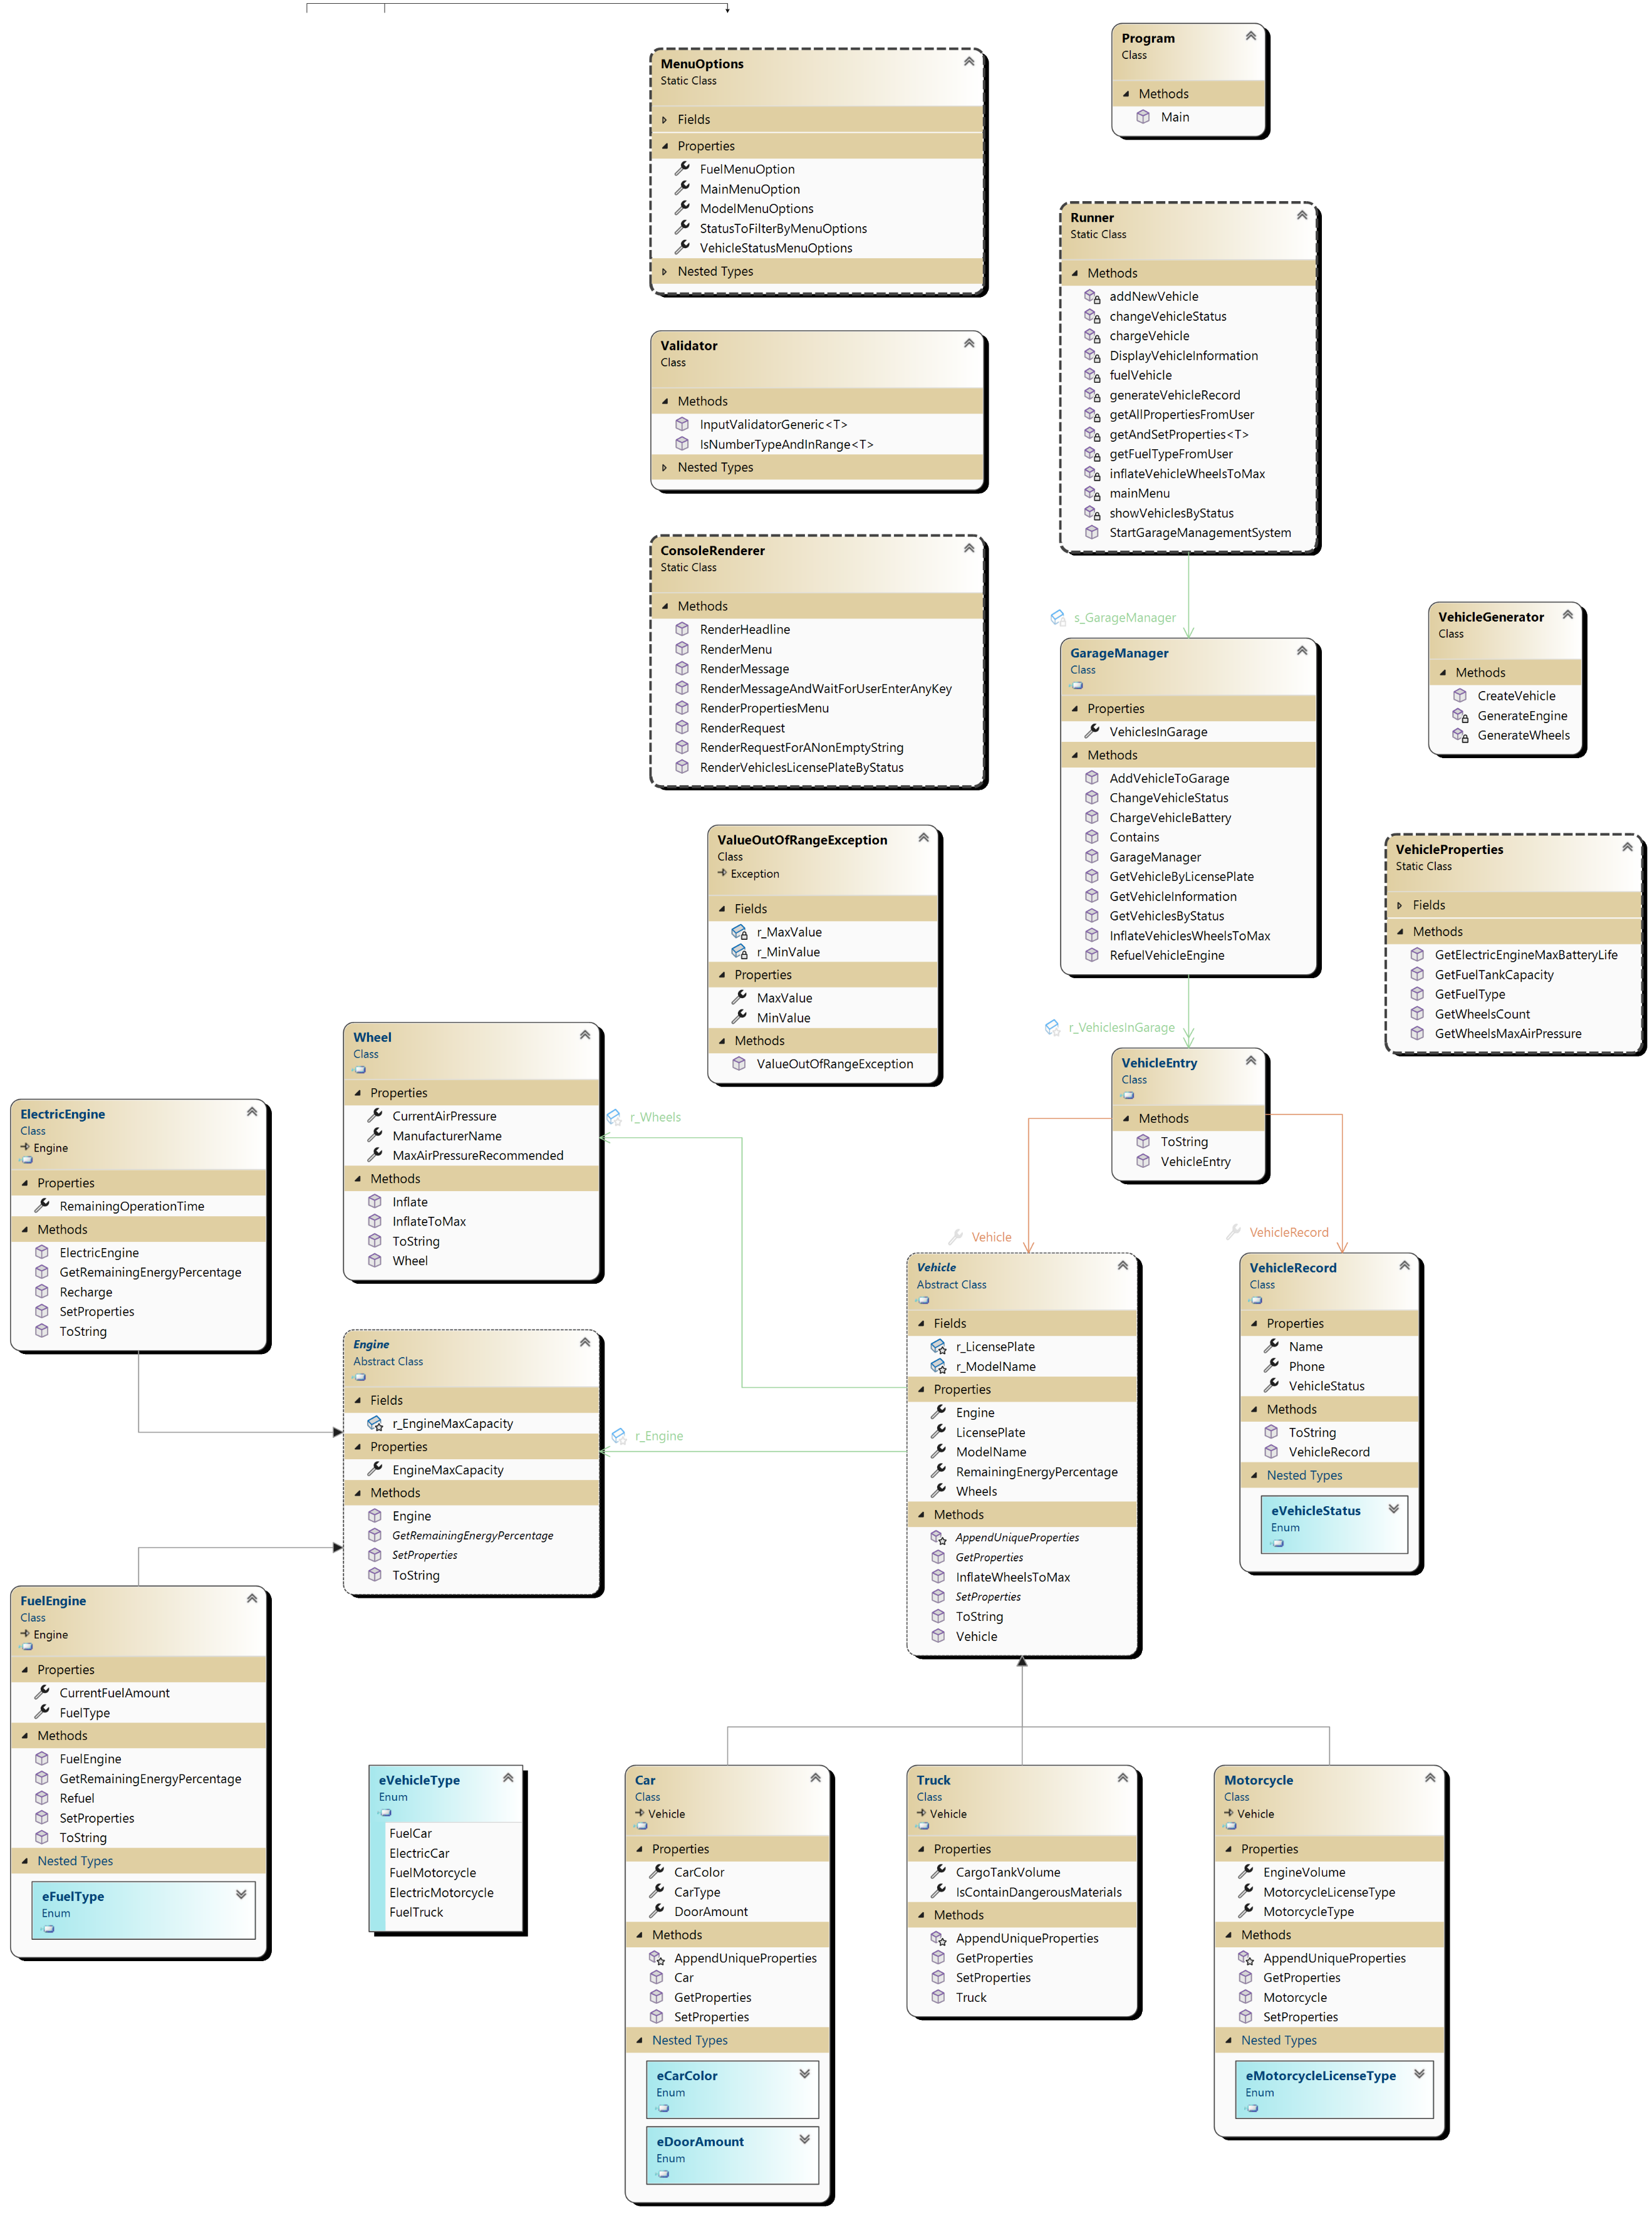 MenuOptions
Static Class
Fields
Properties
FuelMenuOption
MainMenuOption
ModelMenuOptions
StatusToFilterByMenuOptions
VehicleStatusMenuOptions
Nested Types
Program
Class
Methods
Main
Runner
Static Class
Methods
addNewVehicle
changeVehicleStatus
chargeVehicle
DisplayVehicleInformation
fuelVehicle
generateVehicleRecord
getAllPropertiesFromUser
getAndSetProperties<T>
getFuelTypeFromUser
inflateVehicleWheelsToMax
mainMenu
showVehiclesByStatus
StartGarageManagementSystem
Validator
Class
Methods
InputValidatorGeneric<T>
IsNumberTypeAndInRange<T>
Nested Types
ConsoleRenderer
Static Class
Methods
RenderHeadline
RenderMenu
RenderMessage
RenderMessageAndWaitForUserEnterAnyKey
RenderPropertiesMenu
RenderRequest
RenderRequestForANonEmptyString
RenderVehiclesLicensePlateByStatus
s_GarageManager
GarageManager
Class
Properties
VehiclesInGarage
Methods
AddVehicleToGarage
ChangeVehicleStatus
ChargeVehicleBattery
Contains
GarageManager
GetVehicleByLicensePlate
GetVehicleInformation
GetVehiclesByStatus
InflateVehiclesWheelsToMax
RefuelVehicleEngine
VehicleGenerator
Class
Methods
CreateVehicle
GenerateEngine
GenerateWheels
VehicleProperties
Static Class
Fields
Methods
GetElectricEngineMaxBatteryLife
GetFuelTankCapacity
GetFuelType
GetWheelsCount
GetWheelsMaxAirPressure
ValueOutOfRangeException
Class
Exception
Fields
r_MaxValue
r_MinValue
Properties
MaxValue
MinValue
Methods
ValueOutOfRangeException
r_VehiclesInGarage
VehicleEntry
Class
Methods
ToString
VehicleEntry
Wheel
Class
Properties
CurrentAirPressure
ManufacturerName
MaxAirPressureRecommended
Methods
Inflate
InflateToMax
ToString
Wheel
r_Wheels
ElectricEngine
Class
Engine
Properties
RemainingOperationTime
Methods
ElectricEngine
GetRemainingEnergyPercentage
Recharge
SetProperties
ToString
Vehicle
VehicleRecord
Vehicle
Abstract Class
Fields
r_LicensePlate
r_ModelName
Properties
Engine
LicensePlate
ModelName
RemainingEnergyPercentage
Wheels
Methods
AppendUniqueProperties
GetProperties
InflateWheelsToMax
SetProperties
ToString
Vehicle
VehicleRecord
Class
Properties
Name
Phone
VehicleStatus
Methods
ToString
VehicleRecord
Nested Types
eVehicleStatus
Enum
Engine
Abstract Class
Fields
r_EngineMaxCapacity
Properties
EngineMaxCapacity
Methods
Engine
GetRemainingEnergyPercentage
SetProperties
ToString
r_Engine
FuelEngine
Class
Engine
Properties
CurrentFuelAmount
FuelType
Methods
FuelEngine
GetRemainingEnergyPercentage
Refuel
SetProperties
ToString
Nested Types
eFuelType
Enum
eVehicleType
Enum
FuelCar
ElectricCar
FuelMotorcycle
ElectricMotorcycle
FuelTruck
Car
Class
Vehicle
Properties
CarColor
CarType
DoorAmount
Methods
AppendUniqueProperties
Car
GetProperties
SetProperties
Nested Types
eCarColor
Enum
eDoorAmount
Enum
Truck
Class
Vehicle
Properties
CargoTankVolume
IsContainDangerousMaterials
Methods
AppendUniqueProperties
GetProperties
SetProperties
Truck
Motorcycle
Class
Vehicle
Properties
EngineVolume
MotorcycleLicenseType
MotorcycleType
Methods
AppendUniqueProperties
GetProperties
Motorcycle
SetProperties
Nested Types
eMotorcycleLicenseType
Enum